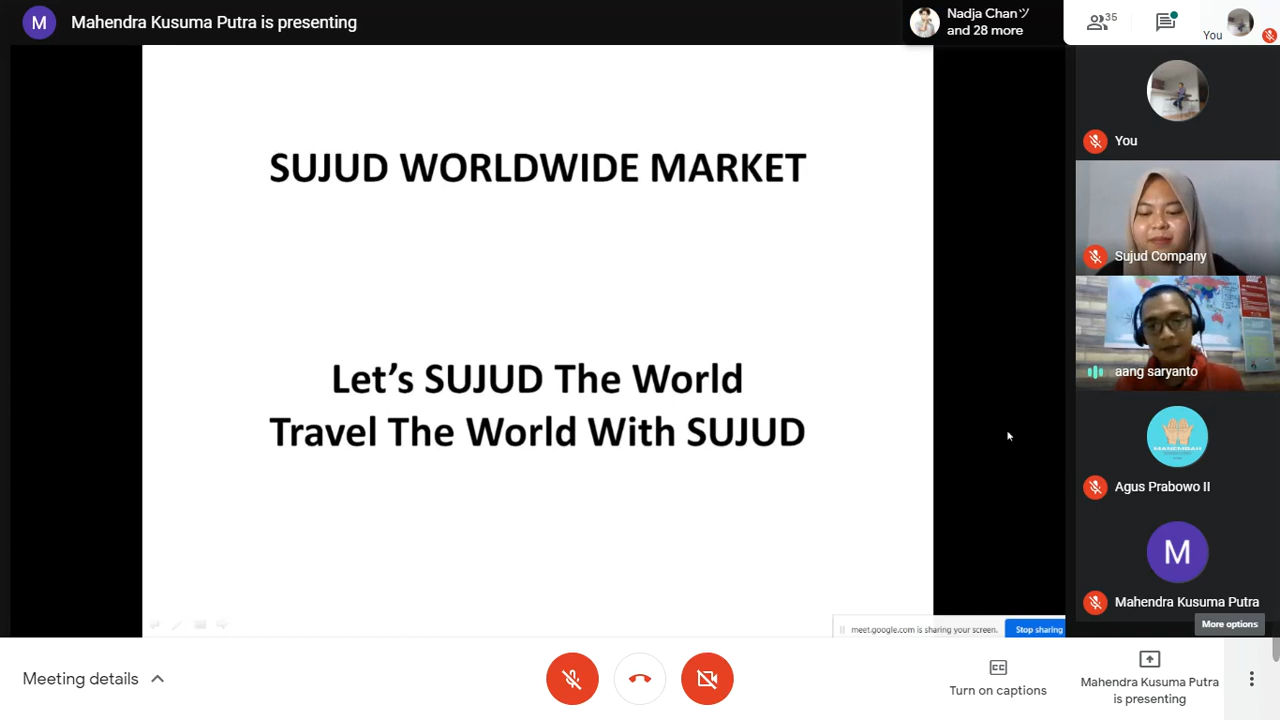 M
Mahendra Kusuma Putra is presenting
Nadja Chanツ
and 28 more
35
You
SUJUD WORLDWIDE MARKET
Let's SUJUD The World
Travel The World With SUJUD
meet.google.com is sharing your screen.
Stop sharing
You
Sujud Company
aang saryanto
Agus Prabowo II
M
Mahendra Kusuma Putra
More options
Meeting details
CC
Turn on captions
Mahendra Kusuma Putra
is presenting